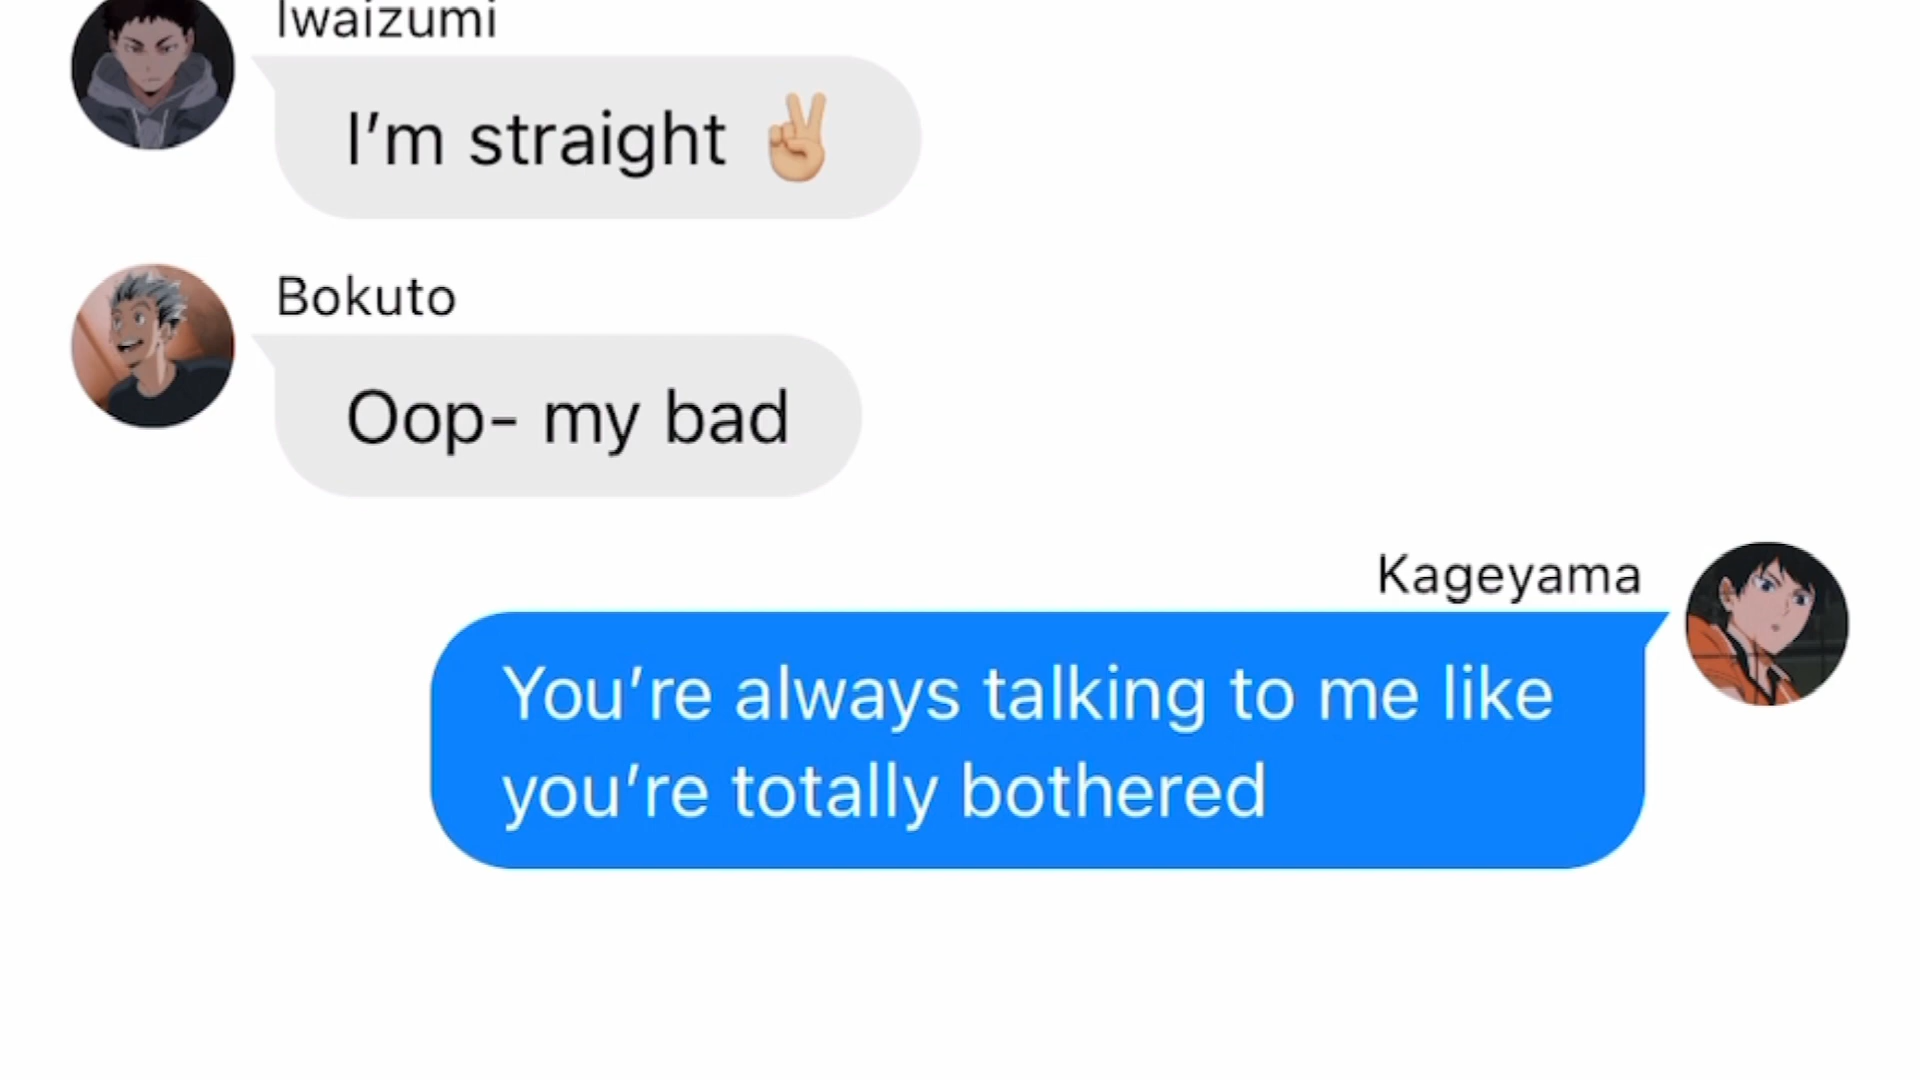 Iwaizumi
I’m straight ✌🏼
Bokuto
Oop- my bad
Kageyama
You’re always talking to me like
you’re totally bothered